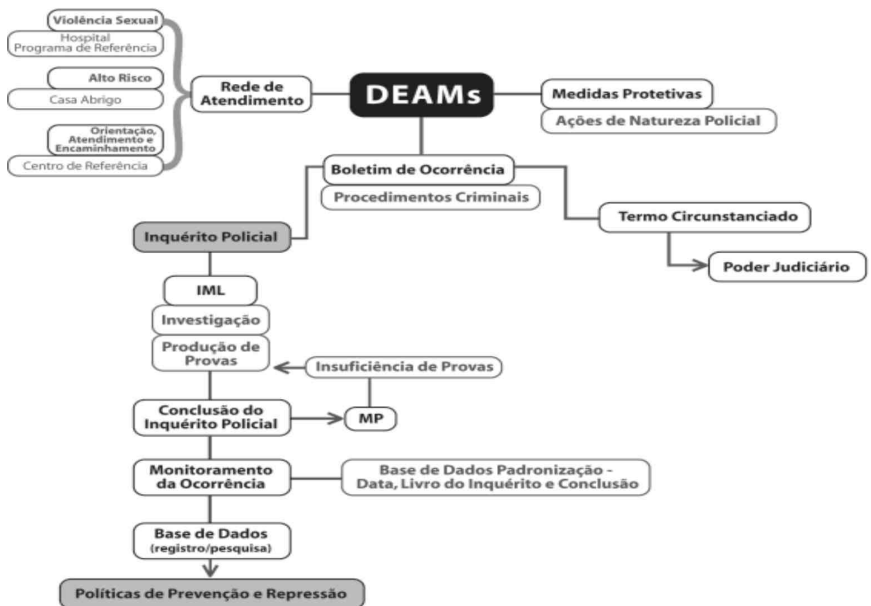 Violência Sexual
Hospital
Programa de Referência
Alto Risco
Casa Abrigo
Orientação,
Atendimento e
Encaminhamento
Centro de Referência
Rede de
Atendimento
DEAMs
Medidas Protetivas
Ações de Natureza Policial
Boletim de Ocorrência
Procedimentos Criminais
Termo Circunstanciado
Poder Judiciário
Inquérito Policial
IML
Investigação
Produção de
Provas
Insuficiência de Provas
Conclusão do
Inquérito Policial
MP
Monitoramento
da Ocorrência
Base de Dados Padronização -
Data, Livro do Inquérito e Conclusão
Base de Dados
(registro/pesquisa)
Políticas de Prevenção e Repressão